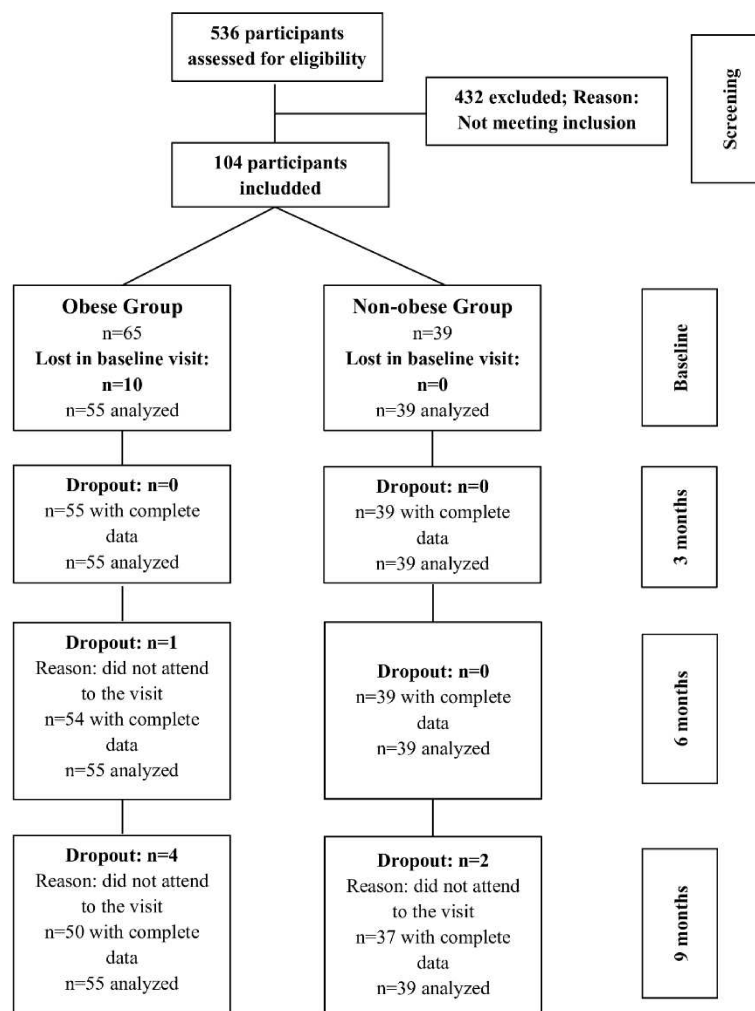 536 participants
assessed for eligibility
432 excluded; Reason:
Not meeting inclusion
Screening
104 participants
includded
Obese Group
n=65
Lost in baseline visit:
n=10
n=55 analyzed
Non-obese Group
n=39
Lost in baseline visit:
n=0
n=39 analyzed
Baseline
Dropout: n=0
n=55 with complete
data
n=55 analyzed
Dropout: n=0
n=39 with complete
data
n=39 analyzed
3 months
Dropout: n=1
Reason: did not attend
to the visit
n=54 with complete
data
n=55 analyzed
Dropout: n=0
n=39 with complete
data
n=39 analyzed
6 months
Dropout: n=4
Reason: did not attend
to the visit
n=50 with complete
data
n=55 analyzed
Dropout: n=2
Reason: did not attend
to the visit
n=37 with complete
data
n=39 analyzed
9 months